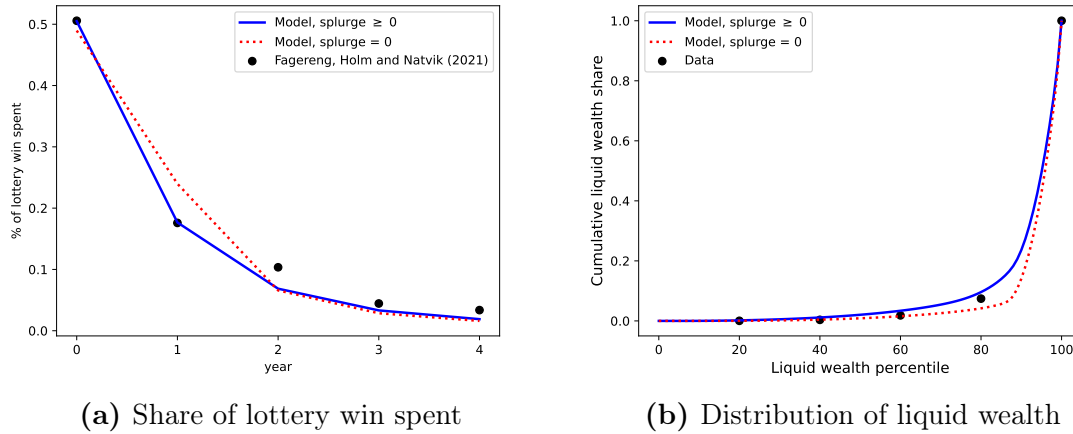 Model, splurge ≥ 0
Model, splurge = 0
Fagereng, Holm and Natvik (2021)
% of lottery win spent
0.5
0.4
0.3
0.2
0.1
0.0
0 1 2 3 4
year
(a) Share of lottery win spent
Model, splurge ≥ 0
Model, splurge = 0
Data
Cumulative liquid wealth share
1.0
0.8
0.6
0.4
0.2
0.0
0 20 40 60 80 100
Liquid wealth percentile
(b) Distribution of liquid wealth